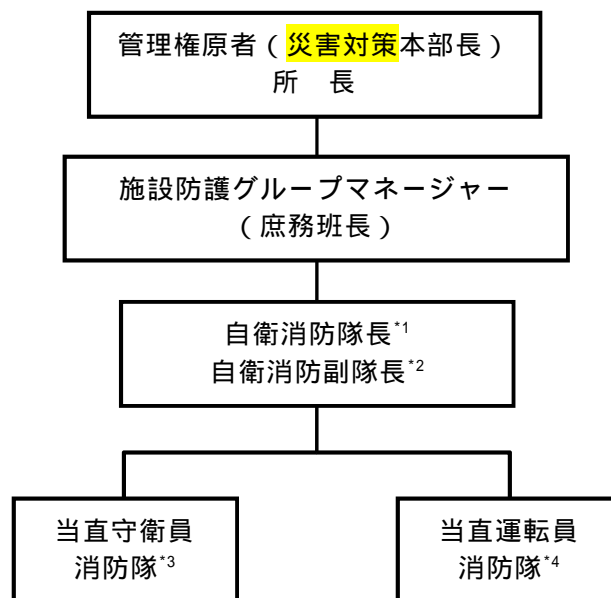 管理権原者(災害対策本部長)
所 長
施設防護グループマネージャー
(庶務班長)
自衛消防隊長*1
自衛消防副隊長*2
当直守衛員
消防隊*3
当直運転員
消防隊*4